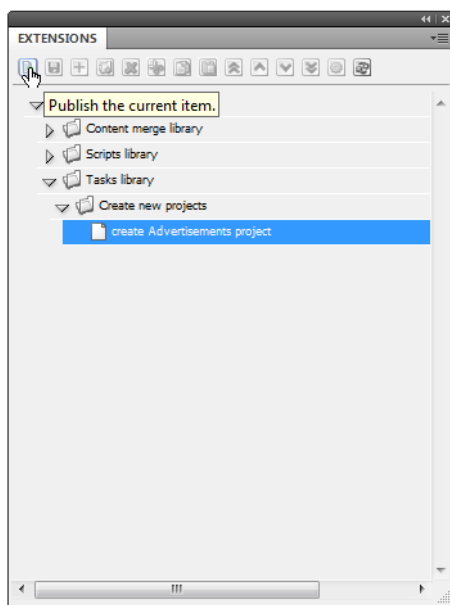 EXTENSIONS
Publish the current item.
Content merge library
Scripts library
Tasks library
Create new projects
create Advertisements project